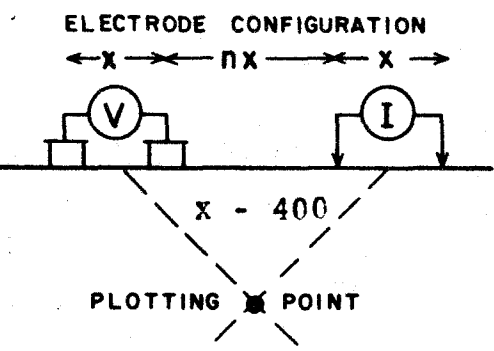 ELECTRODE CONFIGURATION
x nx x
V I
x - 400
PLOTTING POINT